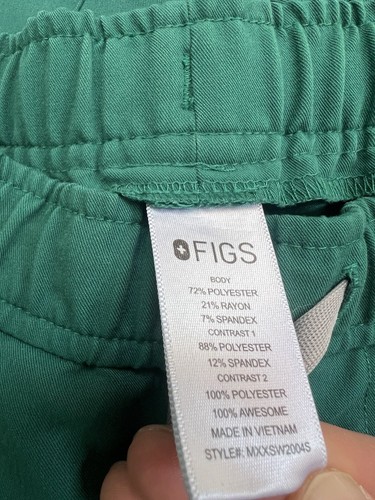 FIGS
BODY
72% POLYESTER
21% RAYON
7% SPANDEX
CONTRAST 1
88% POLYESTER
12% SPANDEX
CONTRAST 2
100% POLYESTER
100% AWESOME
MADE IN VIETNAM
STYLE#: MXXSW2004S